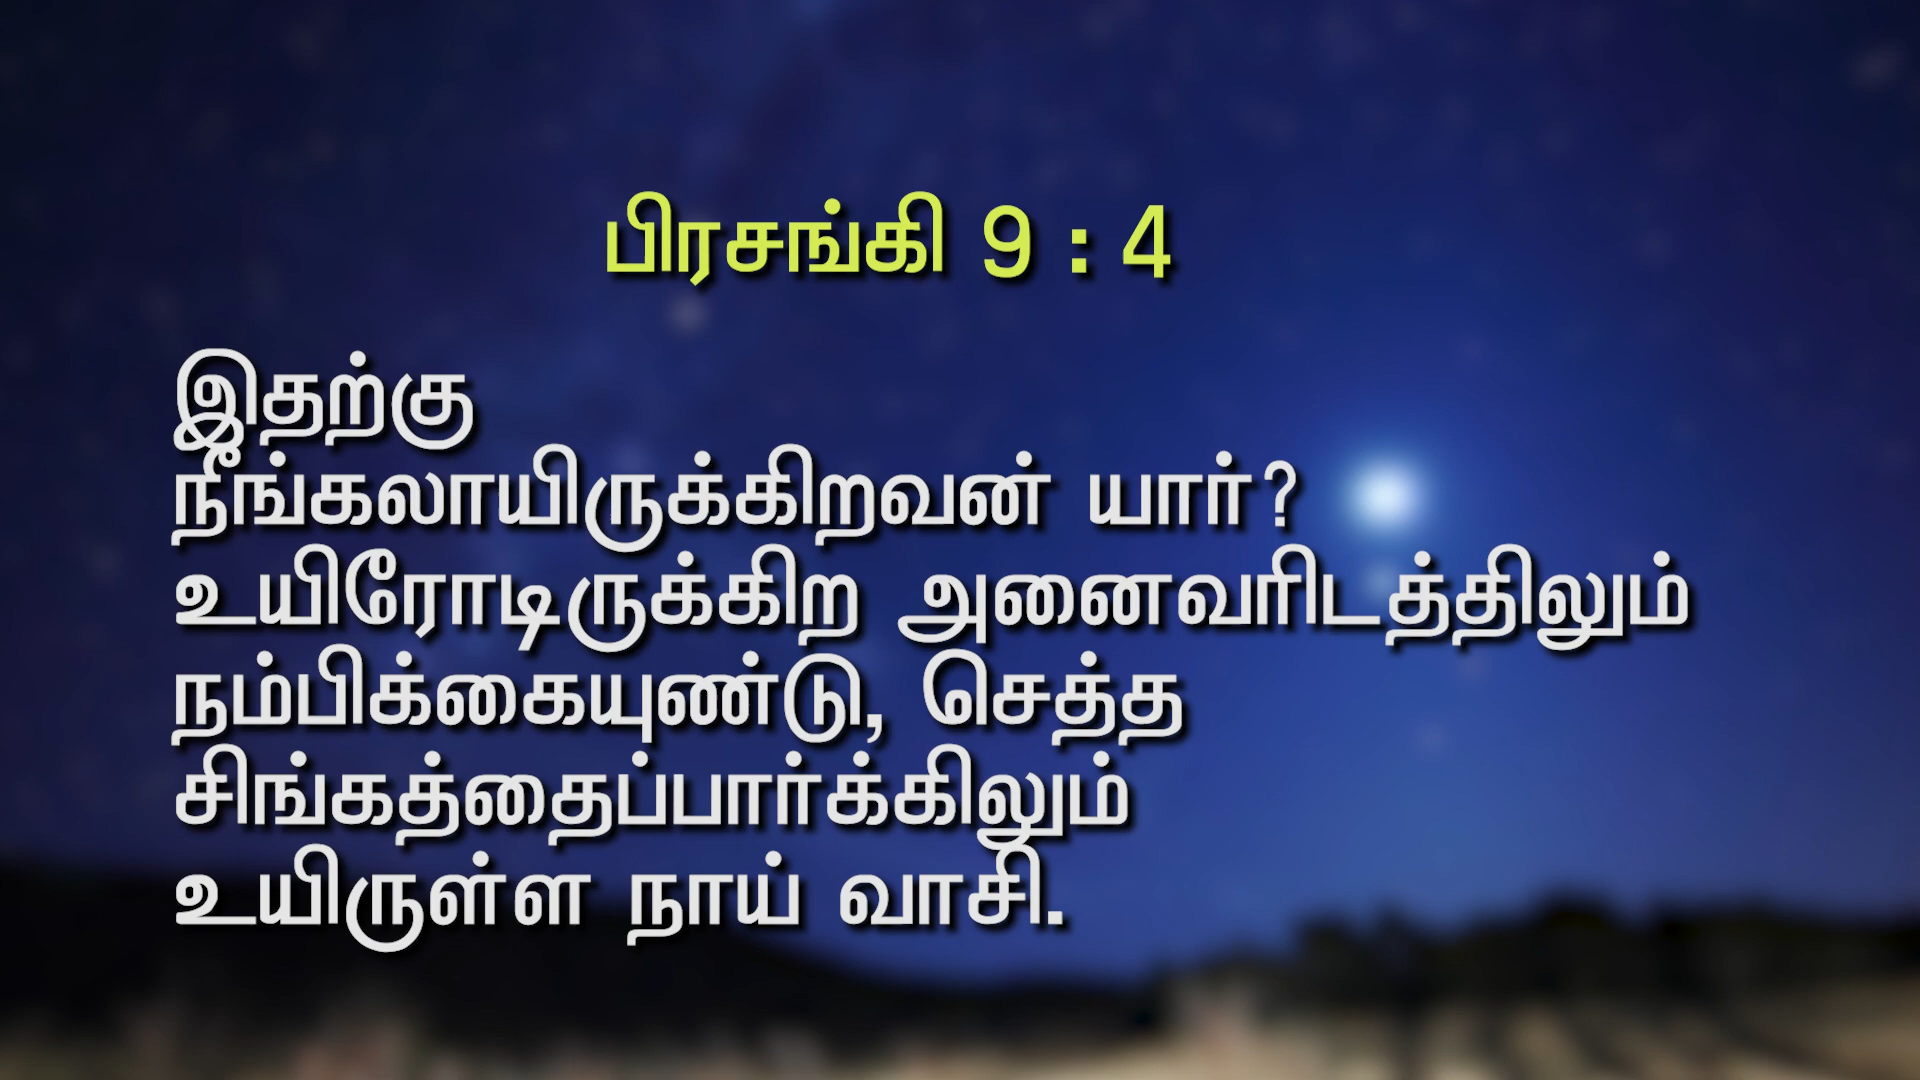 பிரசங்கி 9 : 4
இதற்கு
நீங்கலாயிருக்கிறவன் யார்?
உயிரோடிருக்கிற அனைவரிடத்திலும்
நம்பிக்கையுண்டு, செத்த
சிங்கத்தைப்பார்க்கிலும்
உயிருள்ள நாய் வாசி.